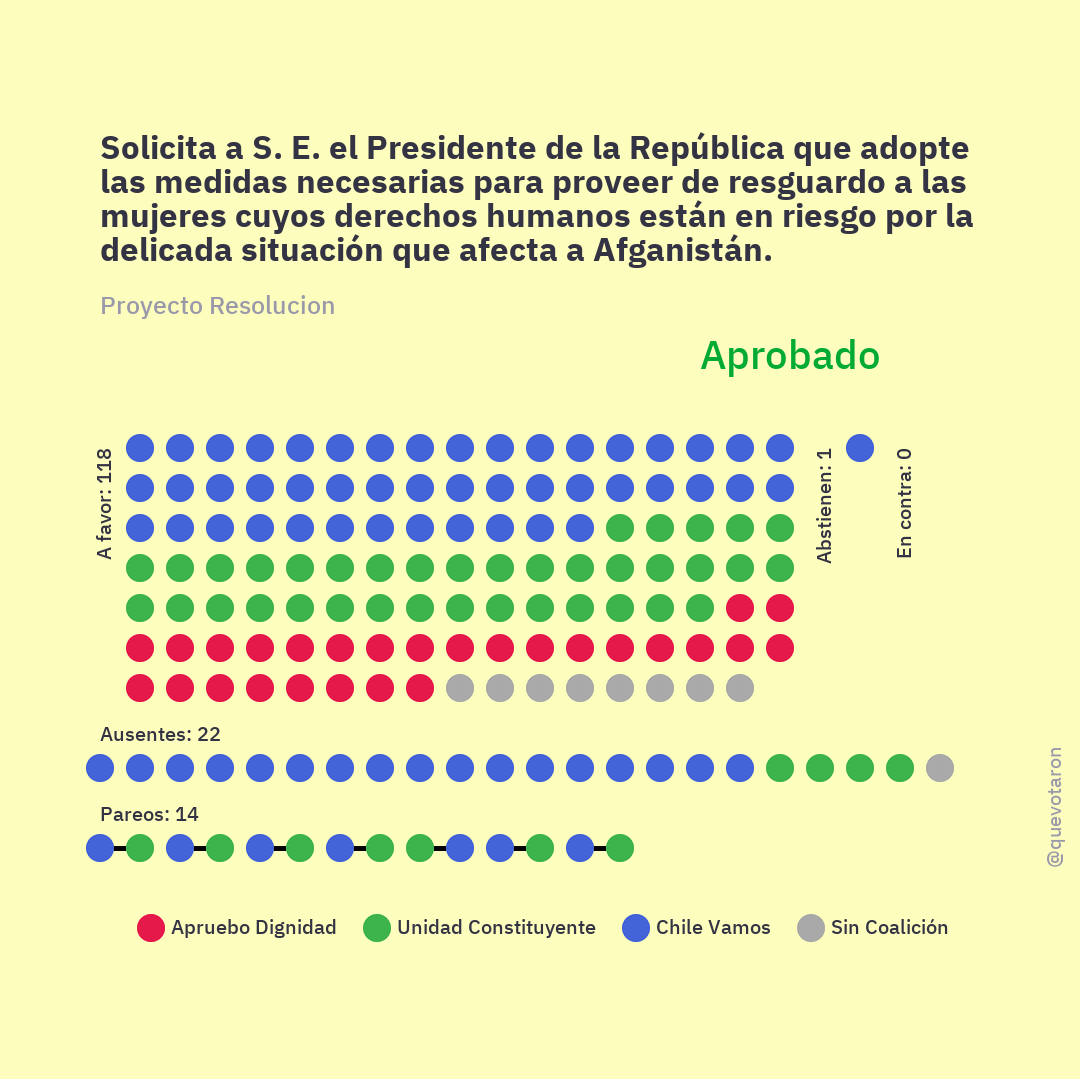 Solicita a S. E. el Presidente de la República que adopte
las medidas necesarias para proveer de resguardo a las
mujeres cuyos derechos humanos están en riesgo por la
delicada situación que afecta a Afganistán.
Proyecto Resolucion
Aprobado
A favor: 118
Abstienen: 1
En contra: 0
Ausentes: 22
Pareos: 14
@quevotaron
Apruebo Dignidad
Unidad Constituyente
Chile Vamos
Sin Coalición